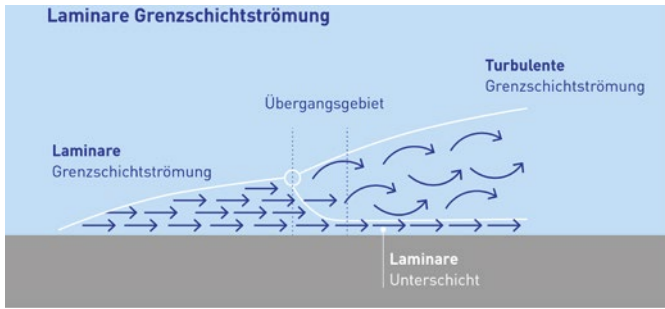 Laminare Grenzschichtströmung
Turbulente
Grenzschichtströmung
Übergangsgebiet
Laminare
Grenzschichtströmung
Laminare
Unterschicht